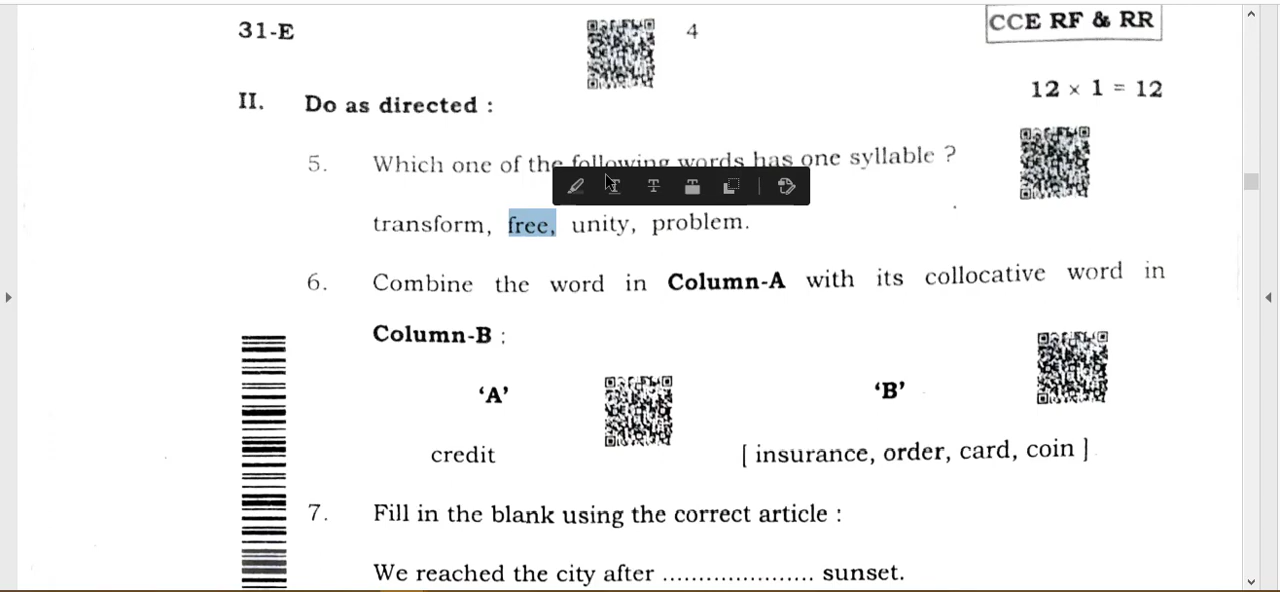 31-E
4
CCE RF & RR
II. Do as directed :
12 × 1 = 12
5. Which one of the following words has one syllable ?
transform, free, unity, problem.
6. Combine the word in Column-A with its collocative word in
Column-B :
‘A’
‘B’
credit
[ insurance, order, card, coin ]
7. Fill in the blank using the correct article :
We reached the city after ..................... sunset.